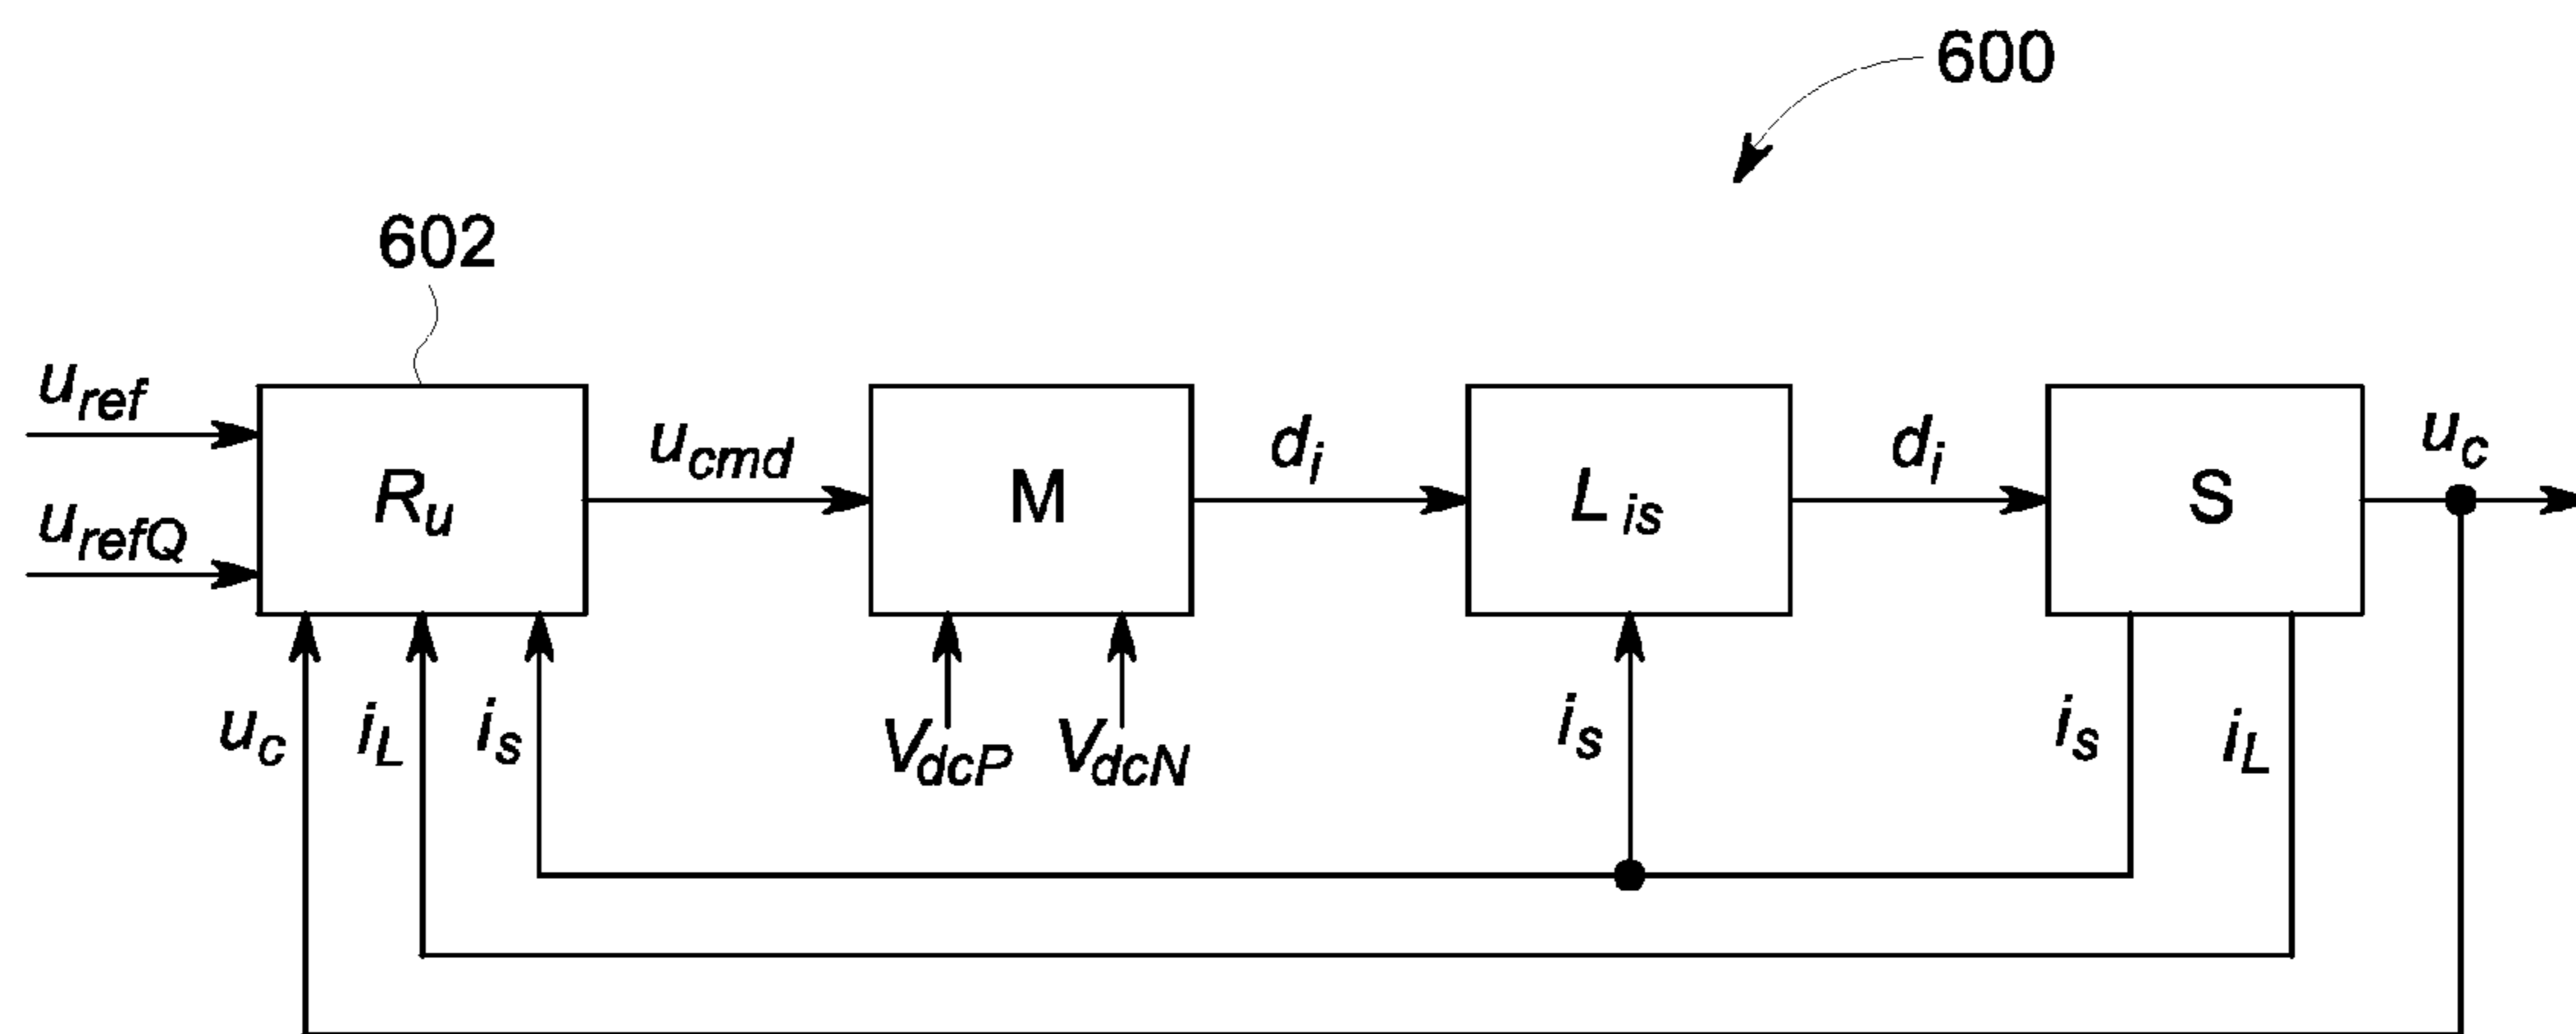 600
602
u_ref
u_refQ
R_u
u_cmd
M
d_i
L_is
d_i
S
u_c
u_c
i_L
i_s
V_dcP
V_dcN
i_s
i_s
i_L